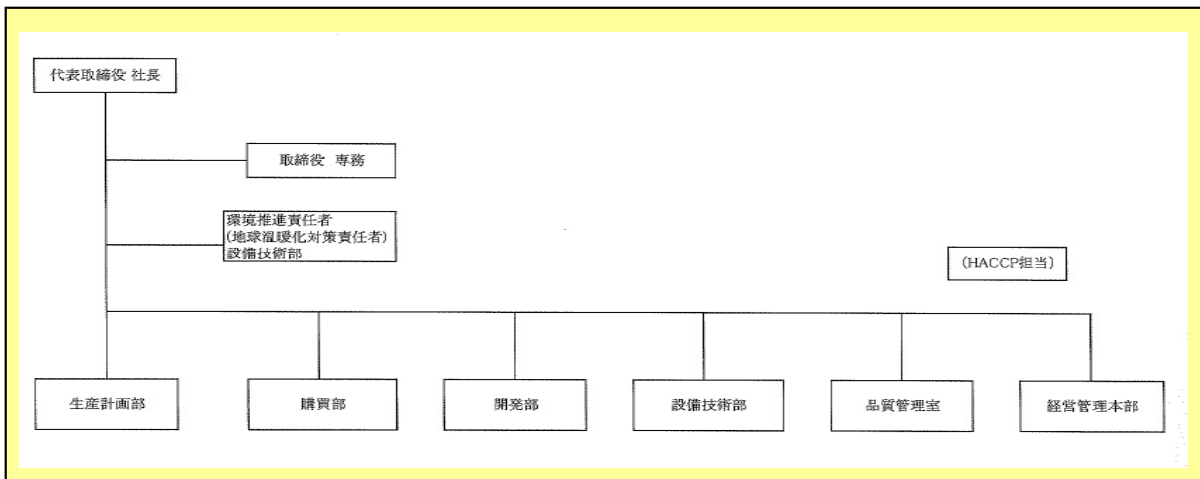 代表取締役 社長
取締役 専務
環境推進責任者
(地球温暖化対策責任者)
設備技術部
(HACCP担当)
生産計画部
購買部
開発部
設備技術部
品質管理室
経営管理本部